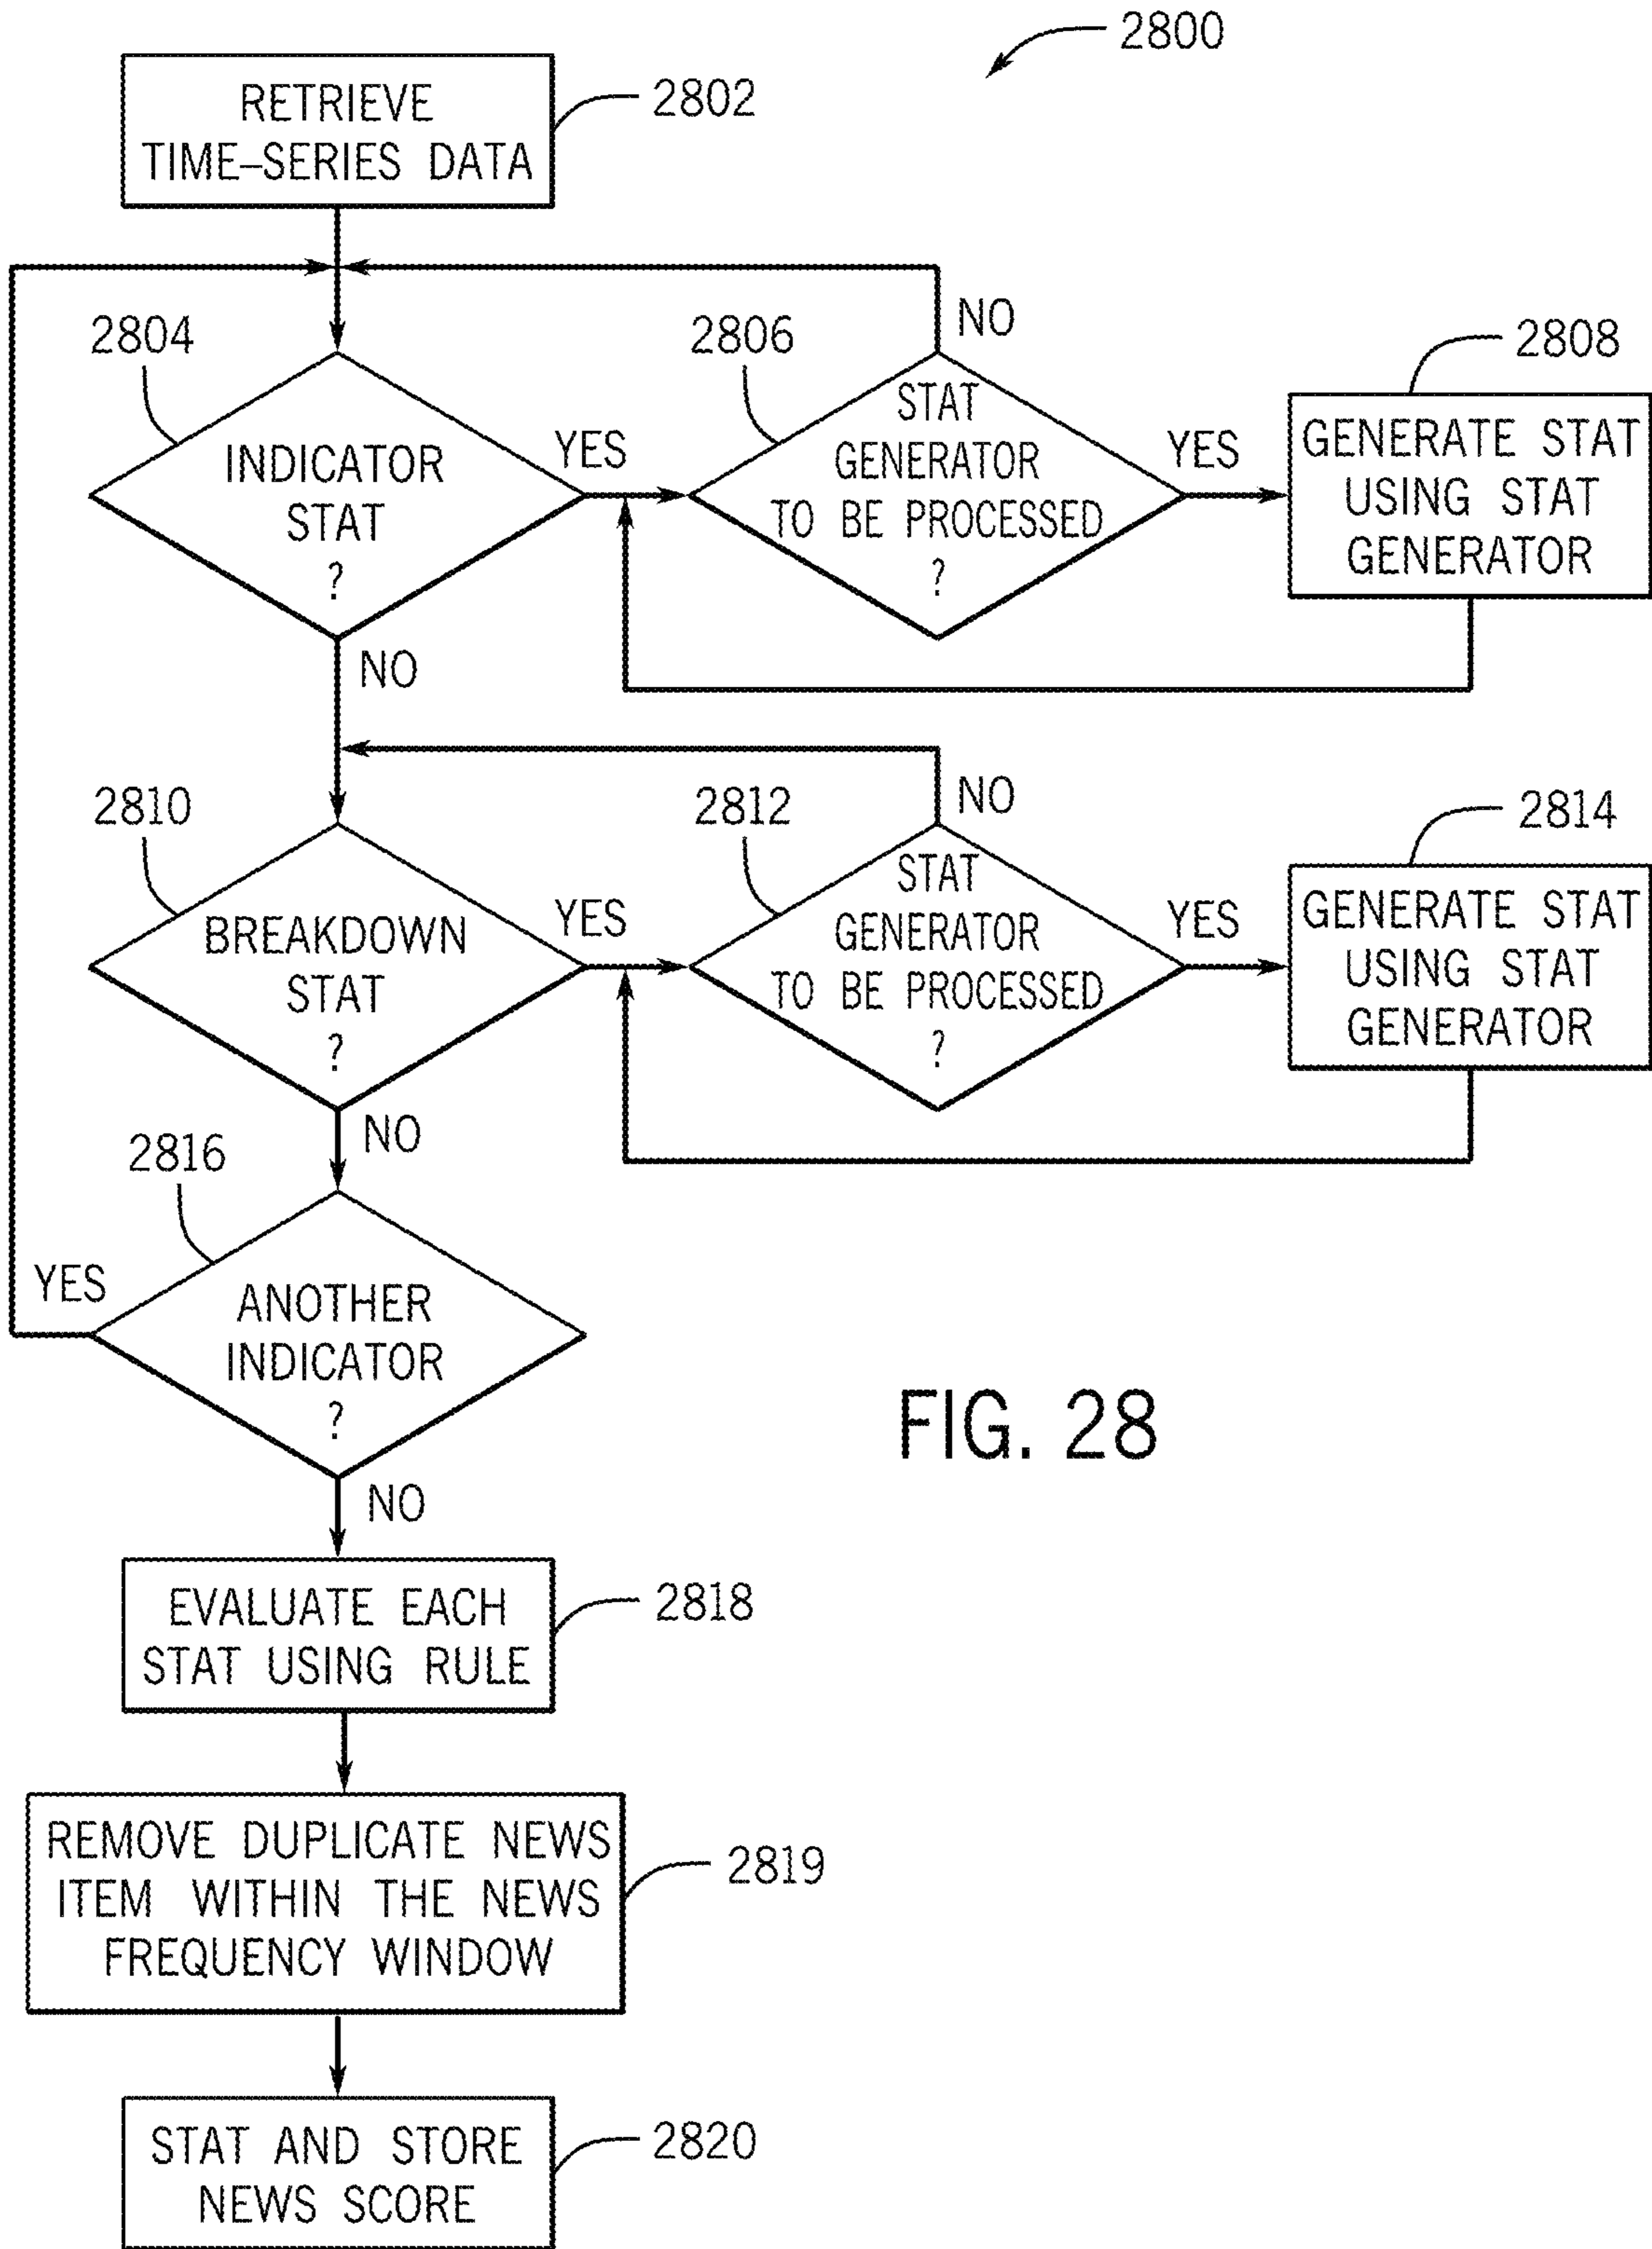 2800
RETRIEVE
TIME–SERIES DATA
2802
NO
2804
2806
2808
INDICATOR
STAT
?
YES
STAT
GENERATOR
TO BE PROCESSED
?
YES
GENERATE STAT
USING STAT
GENERATOR
NO
NO
2810
2812
2814
BREAKDOWN
STAT
?
YES
STAT
GENERATOR
TO BE PROCESSED
?
YES
GENERATE STAT
USING STAT
GENERATOR
NO
2816
YES
ANOTHER
INDICATOR
?
FIG. 28
NO
EVALUATE EACH
STAT USING RULE
2818
REMOVE DUPLICATE NEWS
ITEM WITHIN THE NEWS
FREQUENCY WINDOW
2819
STAT AND STORE
NEWS SCORE
2820